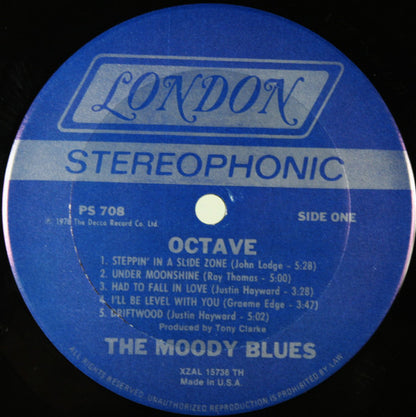 LONDON
STEREOPHONIC
PS 708
SIDE ONE
℗ 1978 The Decca Record Co. Ltd.
OCTAVE
1. STEPPIN' IN A SLIDE ZONE (John Lodge - 5:28)
2. UNDER MOONSHINE (Ray Thomas - 5:00)
3. HAD TO FALL IN LOVE (Justin Hayward - 3:28)
4. I'LL BE LEVEL WITH YOU (Graeme Edge - 3:47)
5. DRIFTWOOD (Justin Hayward - 5:02)
Produced by Tony Clarke
THE MOODY BLUES
XZAL 15736 TH
Made in U.S.A.
ALL RIGHTS RESERVED. UNAUTHORIZED REPRODUCTION IS PROHIBITED BY LAW